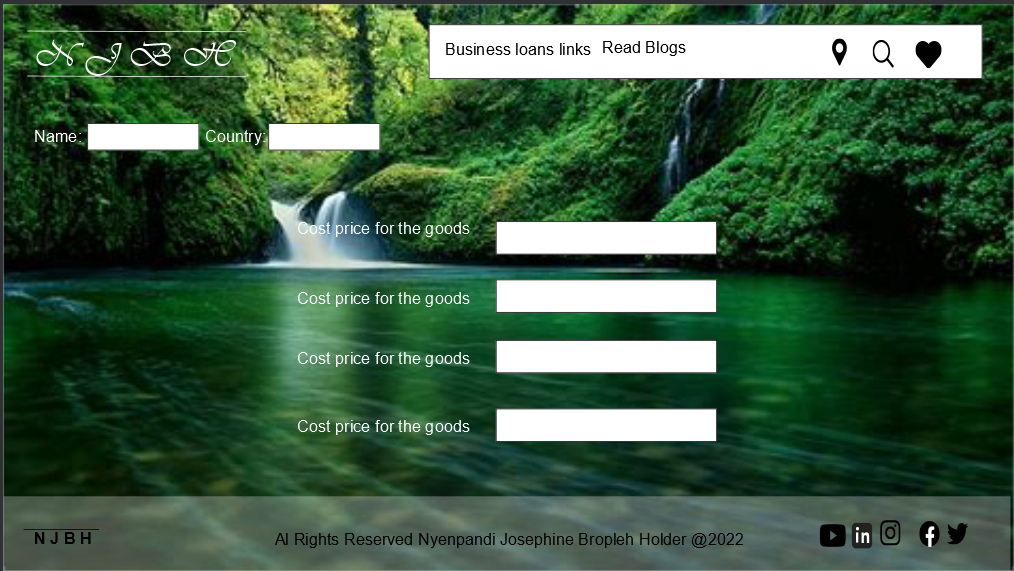 N J B H
Business loans links Read Blogs
Name: Country:
Cost price for the goods
Cost price for the goods
Cost price for the goods
Cost price for the goods
N J B H
Al Rights Reserved Nyenpandi Josephine Bropleh Holder @2022
in